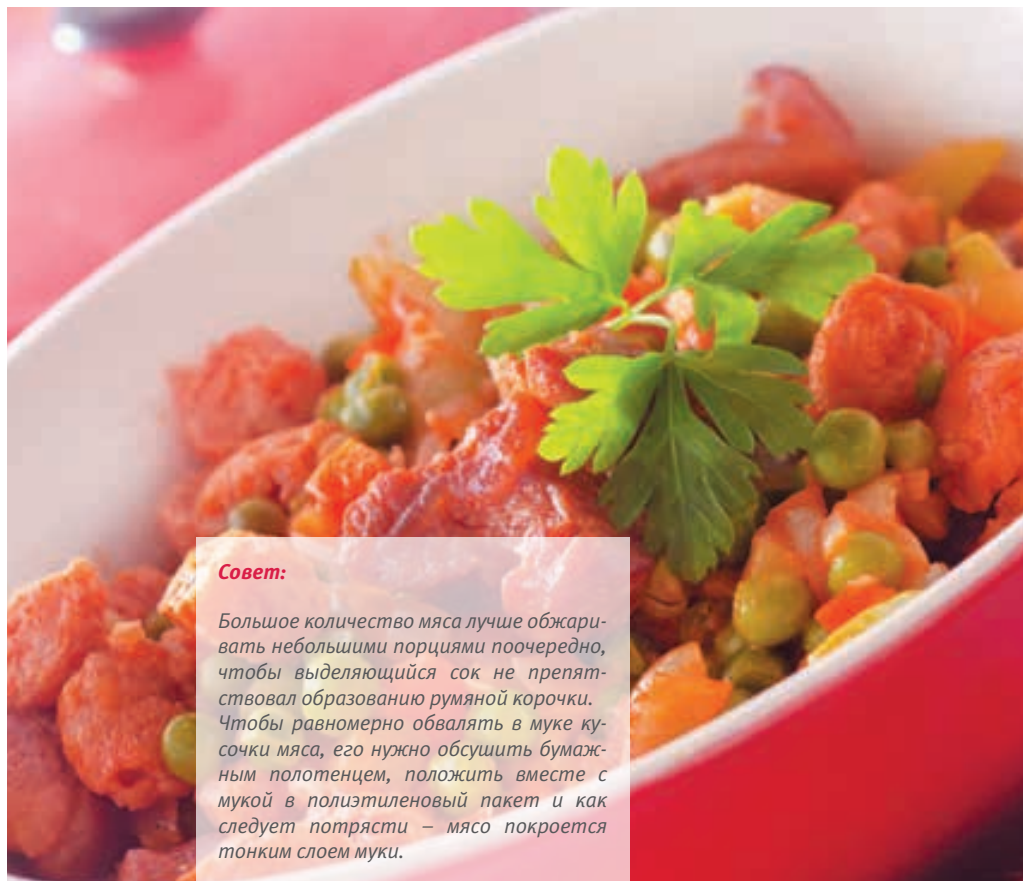 Совет:
Большое количество мяса лучше обжари-
вать небольшими порциями поочередно,
чтобы выделяющийся сок не препят-
ствовал образованию румяной корочки.
Чтобы равномерно обвалять в муке ку-
сочки мяса, его нужно обсушить бумаж-
ным полотенцем, положить вместе с
мукой в полиэтиленовый пакет и как
следует потрясти – мясо покроется
тонким слоем муки.